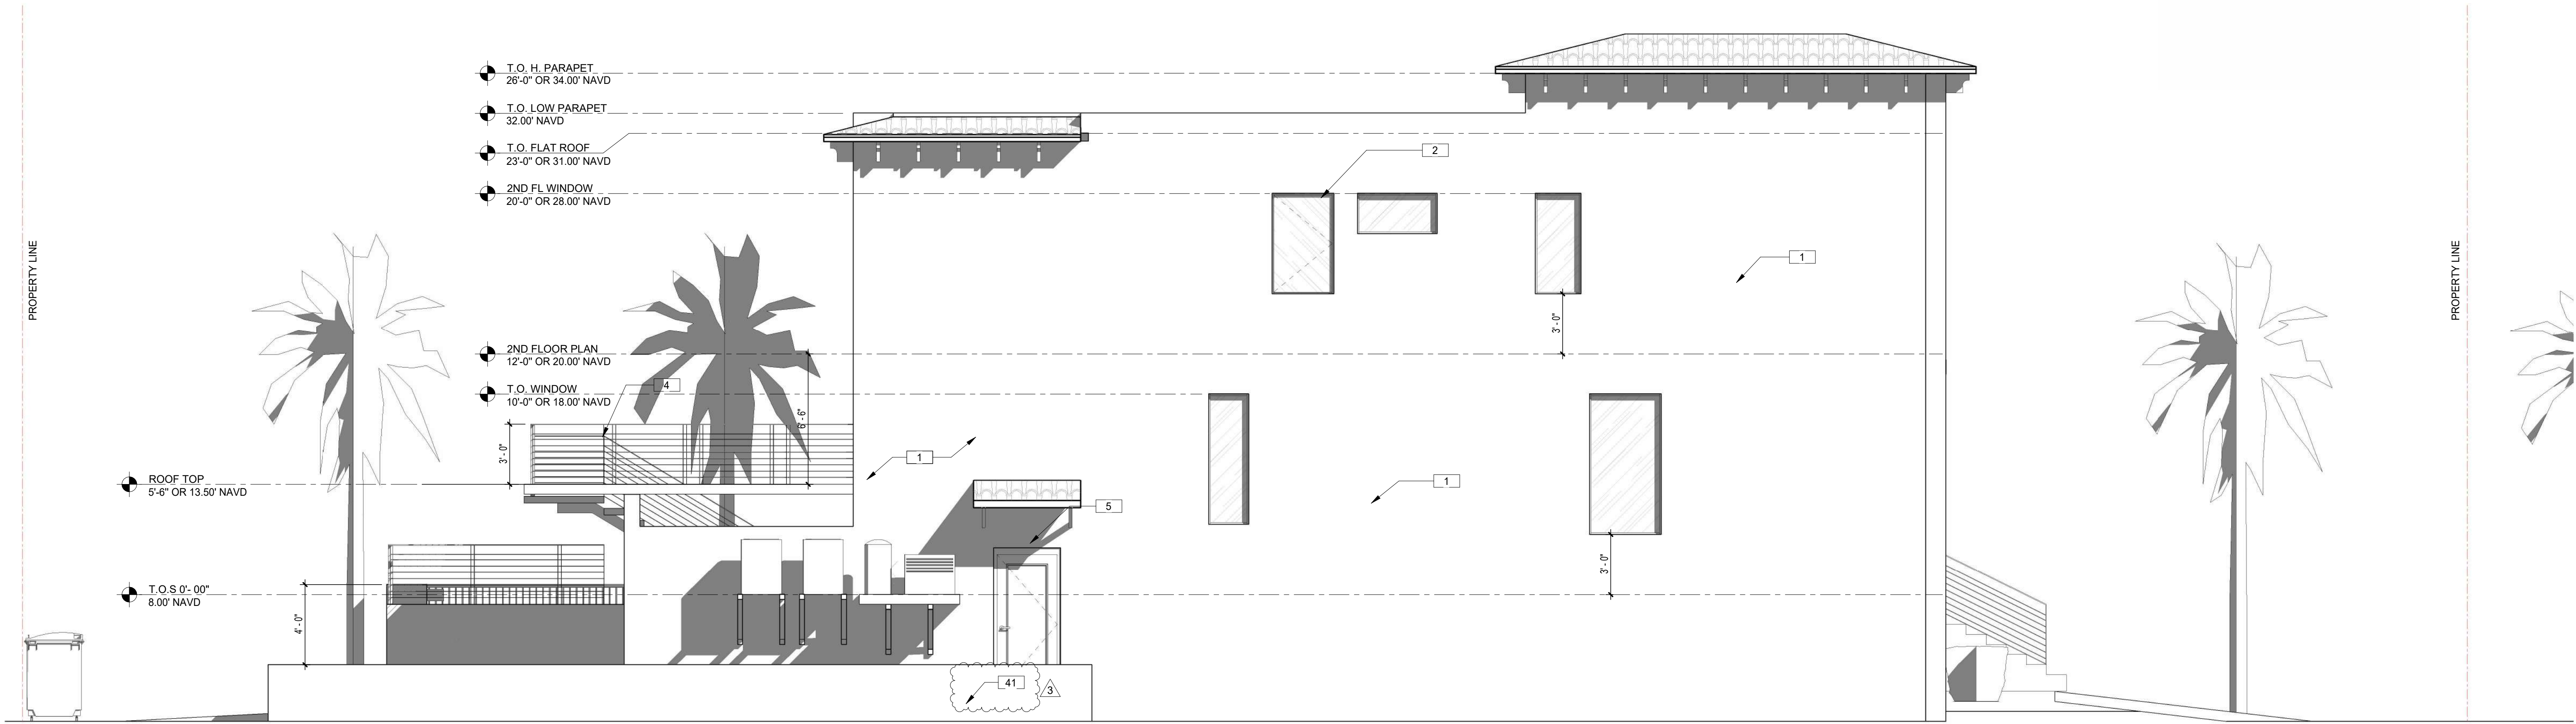 PROPERTY LINE
T.O. H. PARAPET
26'-0" OR 34.00' NAVD
T.O. LOW PARAPET
32.00' NAVD
T.O. FLAT ROOF
23'-0" OR 31.00' NAVD
2ND FL WINDOW
20'-0" OR 28.00' NAVD
2ND FLOOR PLAN
12'-0" OR 20.00' NAVD
T.O. WINDOW
10'-0" OR 18.00' NAVD
ROOF TOP
5'-6" OR 13.50' NAVD
T.O.S 0'- 00"
8.00' NAVD
4
3' - 0"
6' - 6"
4' - 0"
1
5
41
3
2
1
3' - 0"
1
3' - 0"
PROPERTY LINE